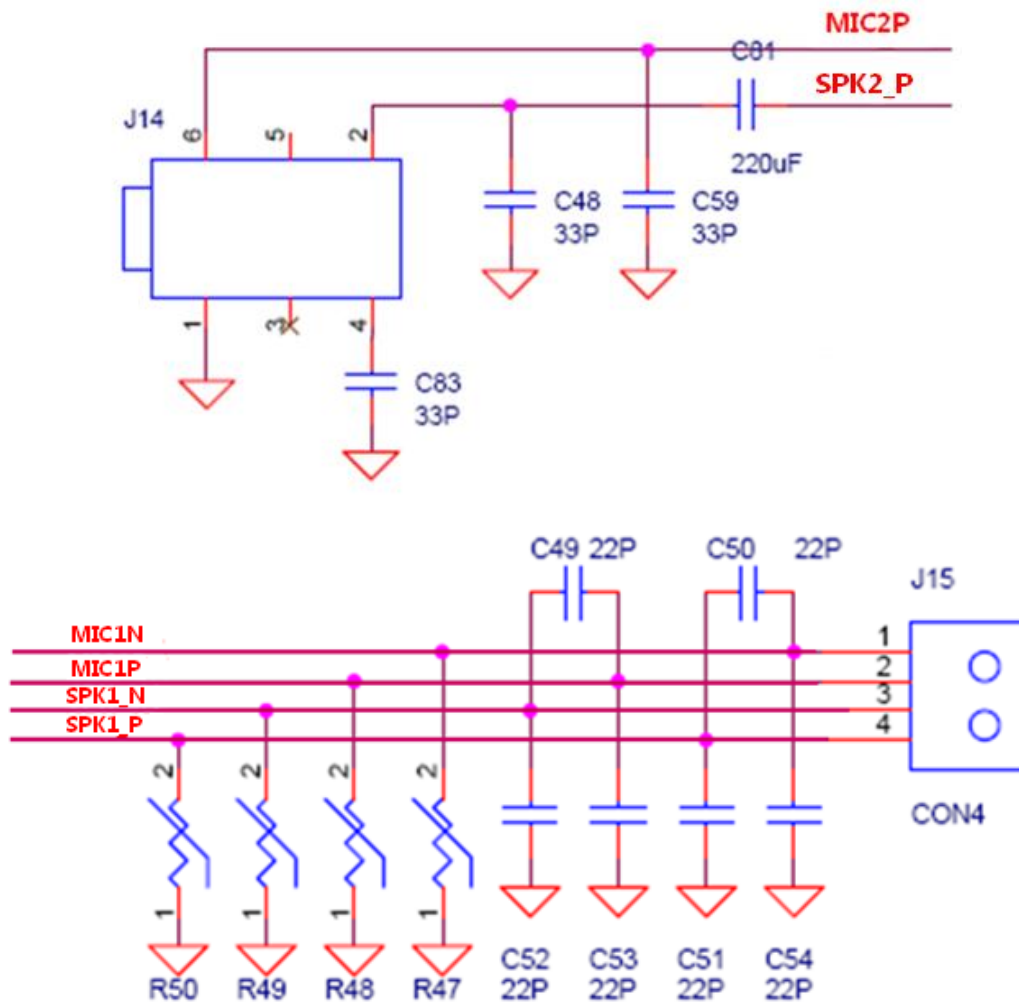 MIC2P
C81
SPK2_P
220uF
J14
6
5
2
C48
33P
C59
33P
1
3
4
C83
33P
C49 22P
C50 22P
J15
MIC1N
MIC1P
SPK1_N
SPK1_P
1
2
3
4
CON4
2
2
2
2
1
1
1
1
R50
R49
R48
R47
C52
22P
C53
22P
C51
22P
C54
22P